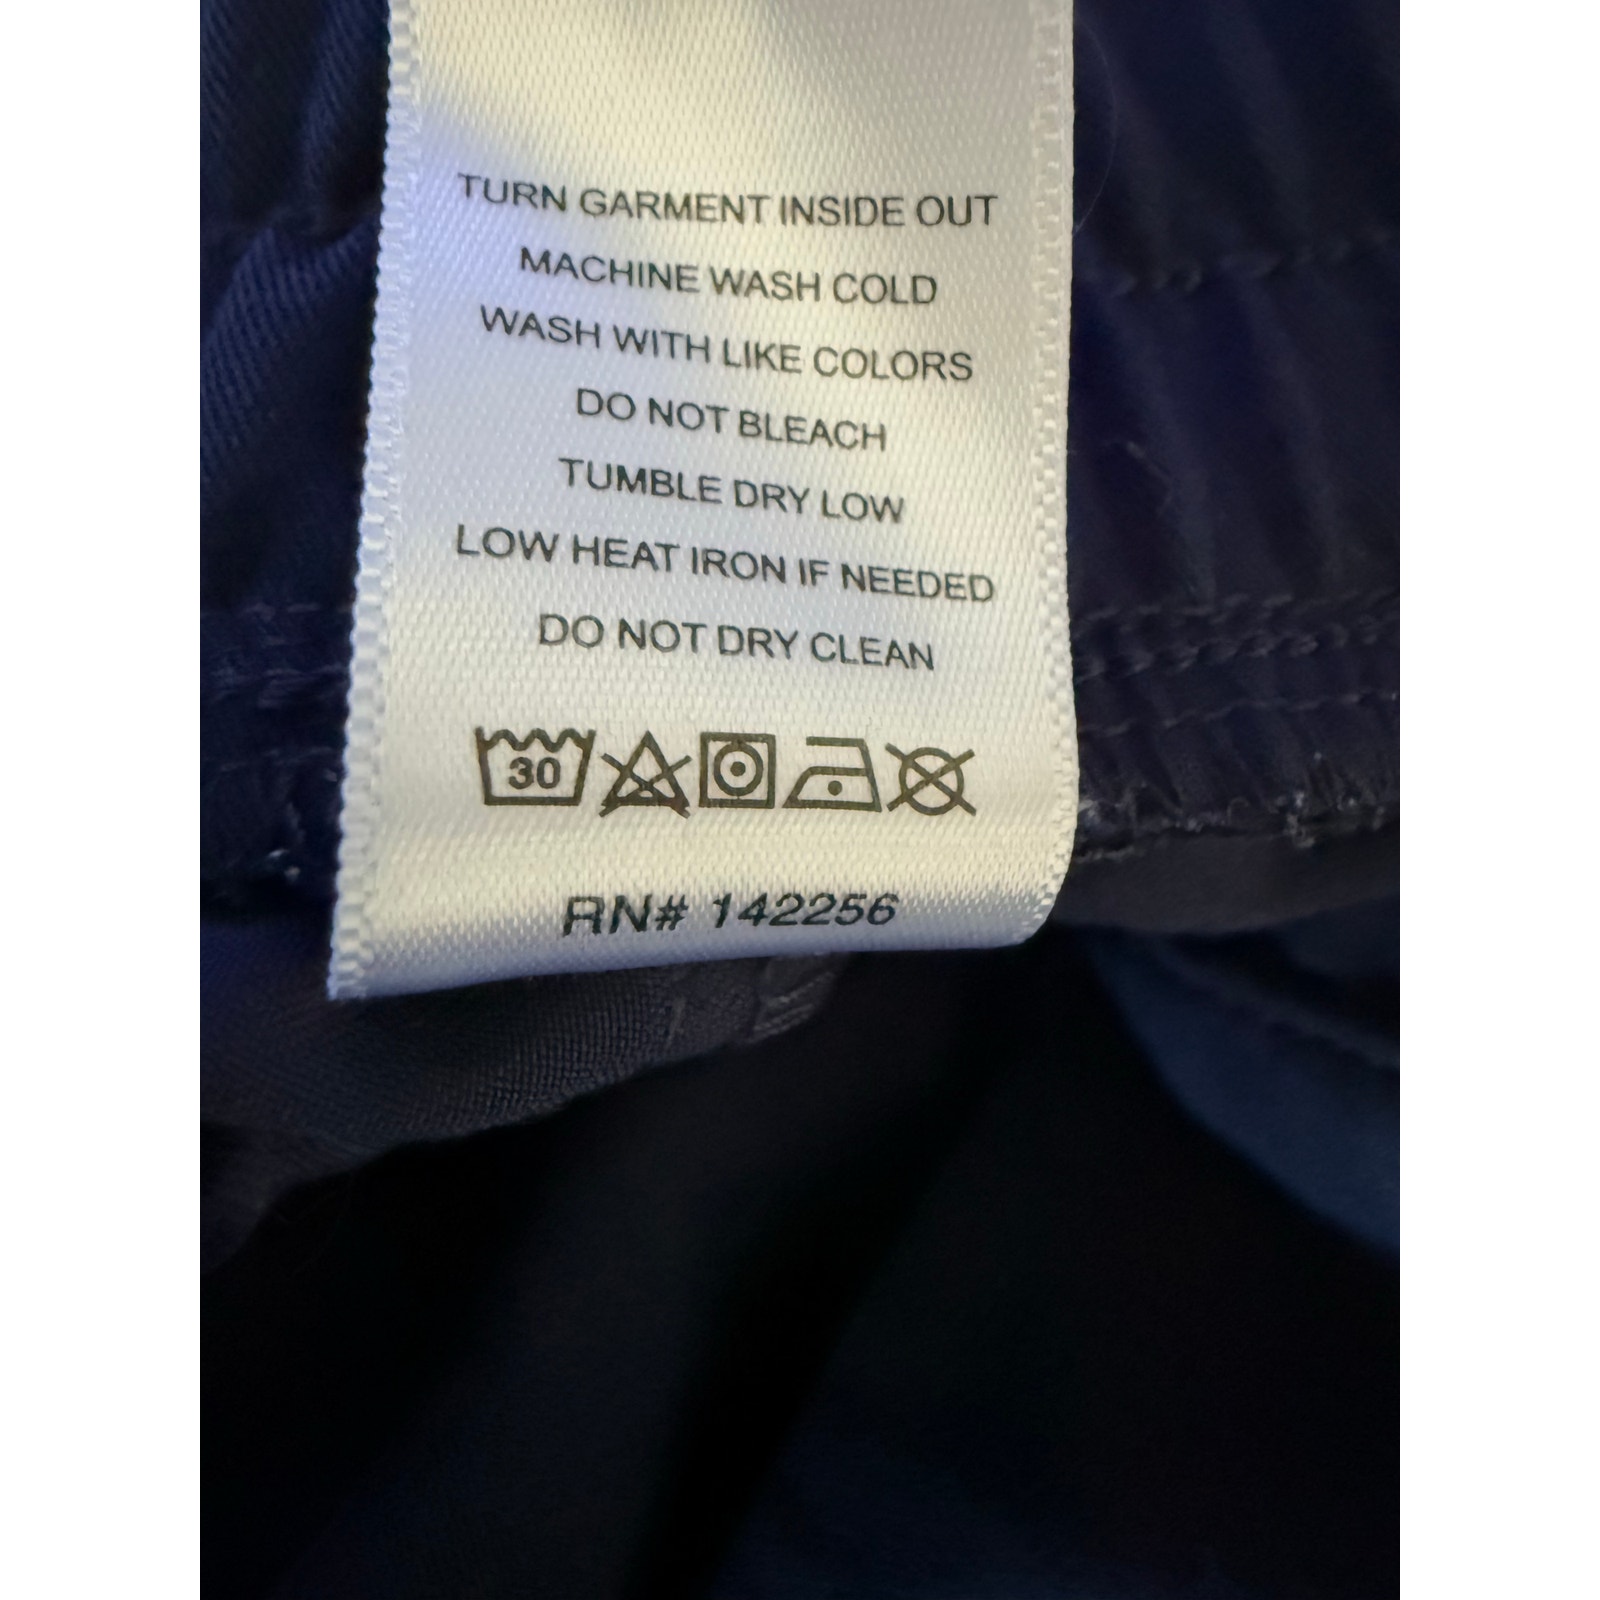 TURN GARMENT INSIDE OUT
MACHINE WASH COLD
WASH WITH LIKE COLORS
DO NOT BLEACH
TUMBLE DRY LOW
LOW HEAT IRON IF NEEDED
DO NOT DRY CLEAN
30
RN# 142256